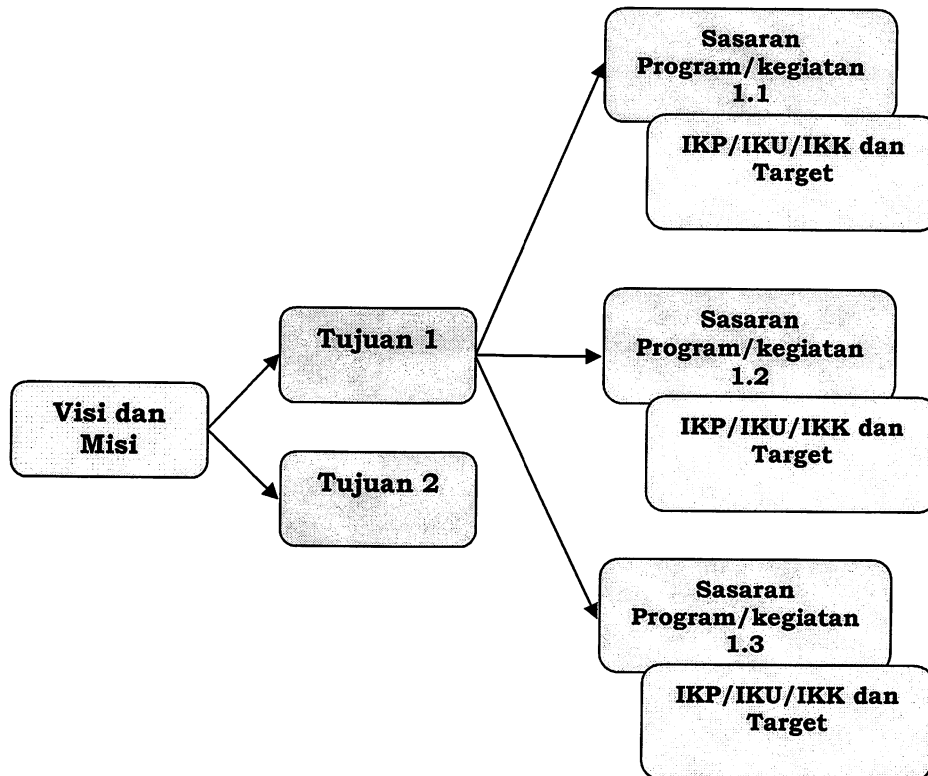 Visi dan
Misi
Tujuan 1
Tujuan 2
Sasaran
Program/kegiatan
1.1
IKP/IKU/IKK dan
Target
Sasaran
Program/kegiatan
1.2
IKP/IKU/IKK dan
Target
Sasaran
Program/kegiatan
1.3
IKP/IKU/IKK dan
Target